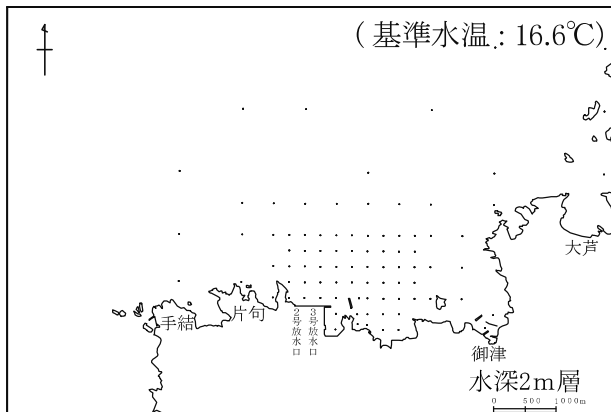 (基準水温：16.6℃)
大芦
手結
片句
2号放水口
3号放水口
御津
水深2m層
0 500 1000m